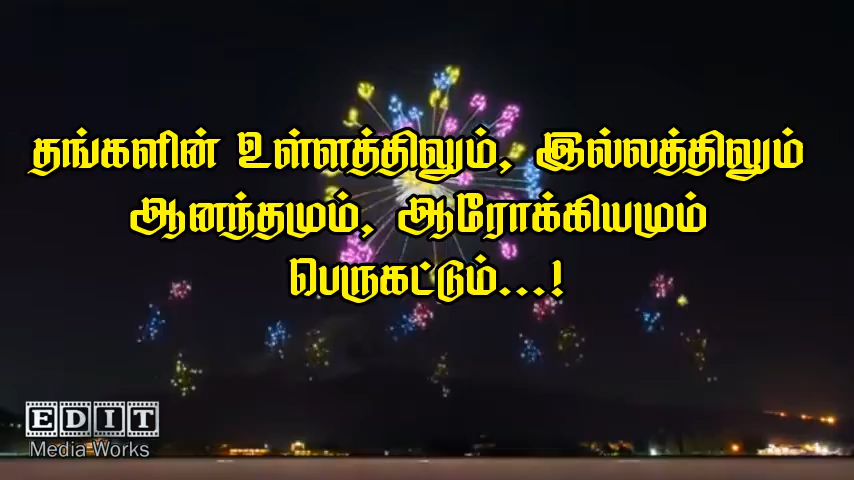 தங்களின் உள்ளத்திலும், இல்லத்திலும்
ஆனந்தமும், ஆரோக்கியமும்
பெருகட்டும்...!
EDIT
Media Works